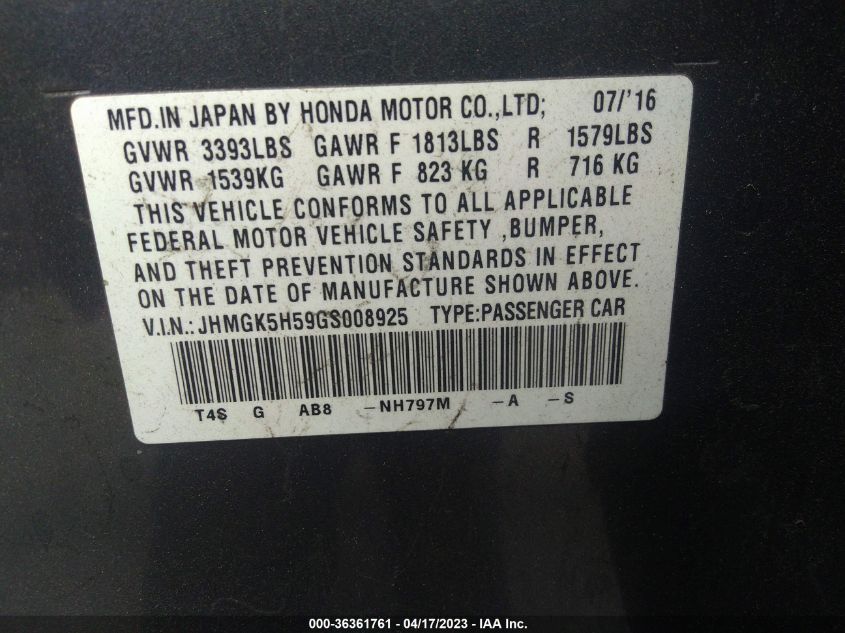 MFD.IN JAPAN BY HONDA MOTOR CO.,LTD; 07/'16
GVWR 3393LBS GAWR F 1813LBS R 1579LBS
GVWR 1539KG GAWR F 823 KG R 716 KG
THIS VEHICLE CONFORMS TO ALL APPLICABLE
FEDERAL MOTOR VEHICLE SAFETY ,BUMPER,
AND THEFT PREVENTION STANDARDS IN EFFECT
ON THE DATE OF MANUFACTURE SHOWN ABOVE.
V.I.N.: JHMGK5H59GS008925 TYPE:PASSENGER CAR
T4S G AB8 -NH797M -A -S
000-36361761 | 04/17/2023 | IAA Inc.